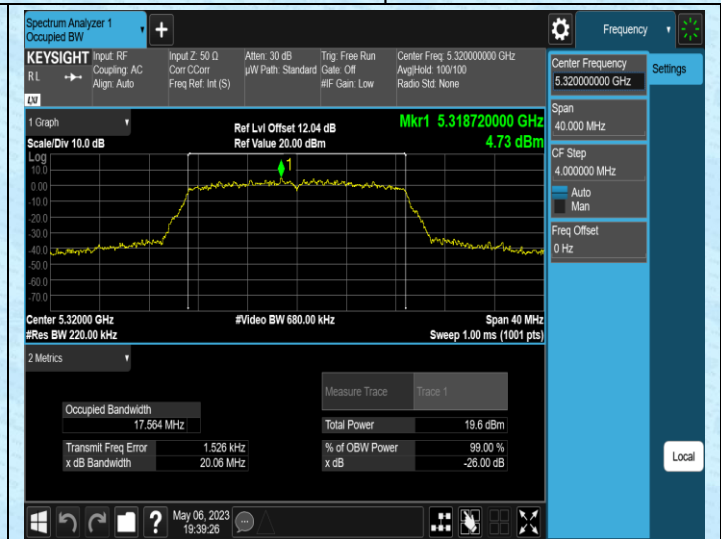 Spectrum Analyzer 1
Occupied BW
+
Frequency
KEYSIGHT
RL
LXI
Input: RF
Coupling: AC
Align: Auto
Input Z: 50 Ω
Corr CCorr
Freq Ref: Int (S)
Atten: 30 dB
µW Path: Standard
Trig: Free Run
Gate: Off
#IF Gain: Low
Center Freq: 5.320000000 GHz
Avg|Hold: 100/100
Radio Std: None
Center Frequency
5.320000000 GHz
Settings
Span
40.000 MHz
CF Step
4.000000 MHz
Auto
Man
Freq Offset
0 Hz
Local
1 Graph
Scale/Div 10.0 dB
Ref Lvl Offset 12.04 dB
Ref Value 20.00 dBm
Mkr1 5.318720000 GHz
4.73 dBm
Log
10.0
0.00
-10.0
-20.0
-30.0
-40.0
-50.0
-60.0
-70.0
1
Center 5.32000 GHz
#Res BW 220.00 kHz
#Video BW 680.00 kHz
Span 40 MHz
Sweep 1.00 ms (1001 pts)
2 Metrics
Measure Trace
Trace 1
Occupied Bandwidth
17.564 MHz
Total Power
19.6 dBm
Transmit Freq Error
1.526 kHz
% of OBW Power
99.00 %
x dB Bandwidth
20.06 MHz
x dB
-26.00 dB
?
May 06, 2023
19:39:26